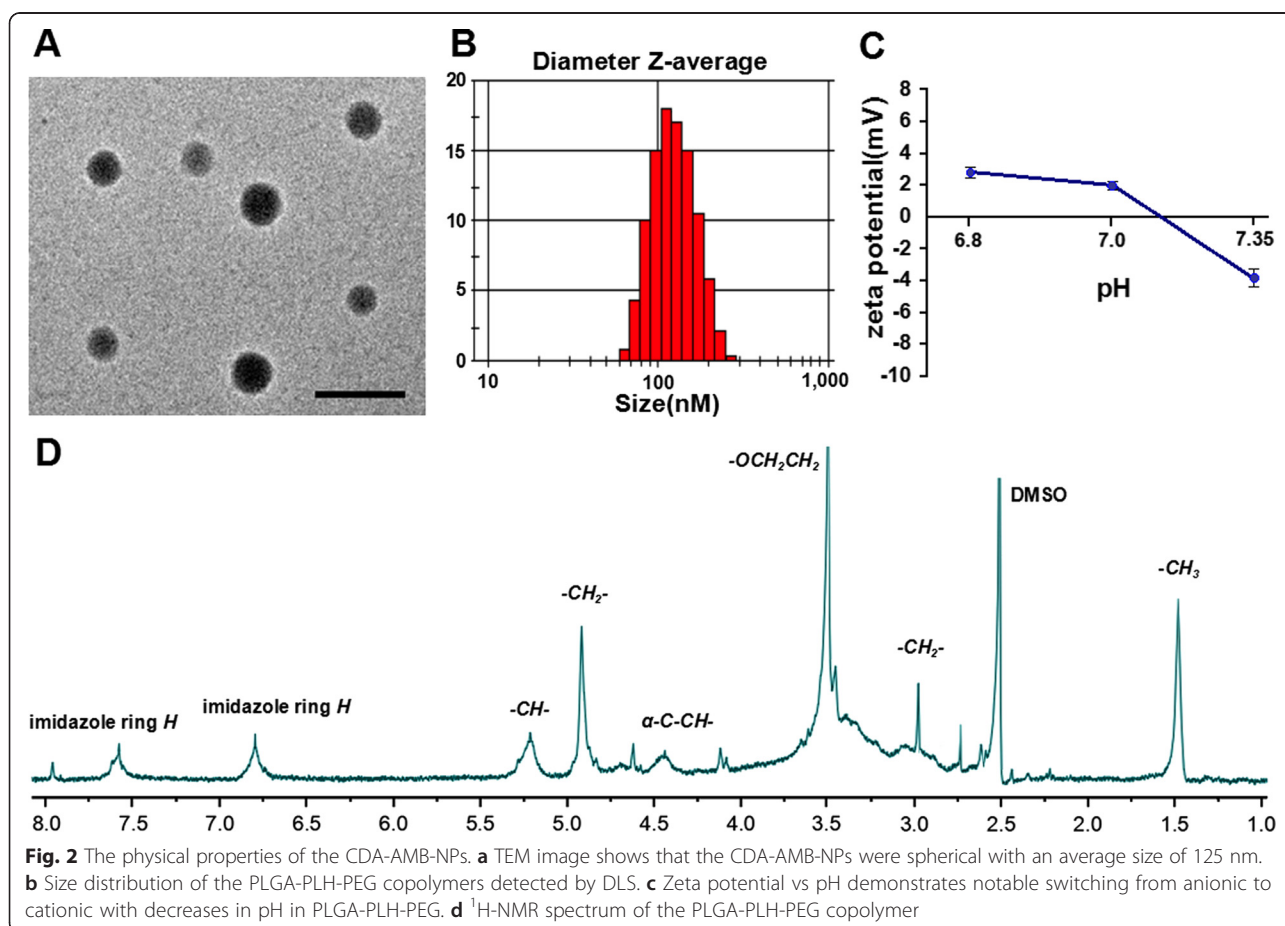 A
B
Diameter Z-average
20
15
10
5
0
10
100
1,000
Size(nM)
C
8
6
4
2
0
-2
-4
-6
-8
-10
zeta potential(mV)
6.8
7.0
7.35
pH
D
imidazole ring H
imidazole ring H
-CH-
-CH₂-
α-C-CH-
-OCH₂CH₂
-CH₂-
DMSO
-CH₃
8.0 7.5 7.0 6.5 6.0 5.5 5.0 4.5 4.0 3.5 3.0 2.5 2.0 1.5 1.0
Fig. 2 The physical properties of the CDA-AMB-NPs. a TEM image shows that the CDA-AMB-NPs were spherical with an average size of 125 nm.
b Size distribution of the PLGA-PLH-PEG copolymers detected by DLS. c Zeta potential vs pH demonstrates notable switching from anionic to
cationic with decreases in pH in PLGA-PLH-PEG. d ¹H-NMR spectrum of the PLGA-PLH-PEG copolymer